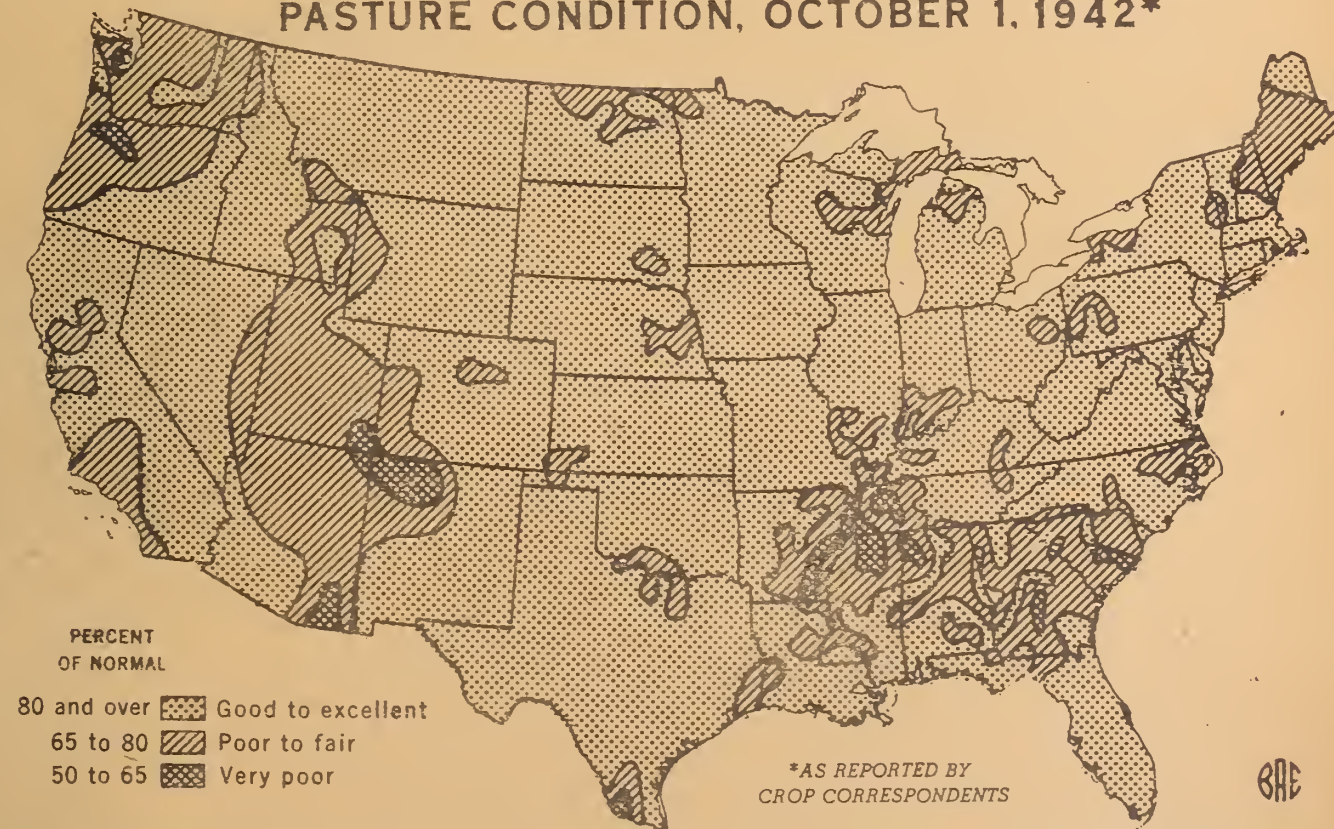 PASTURE CONDITION, OCTOBER 1, 1942*
PERCENT
OF NORMAL
80 and over Good to excellent
65 to 80 Poor to fair
50 to 65 Very poor
*AS REPORTED BY
CROP CORRESPONDENTS
BAE